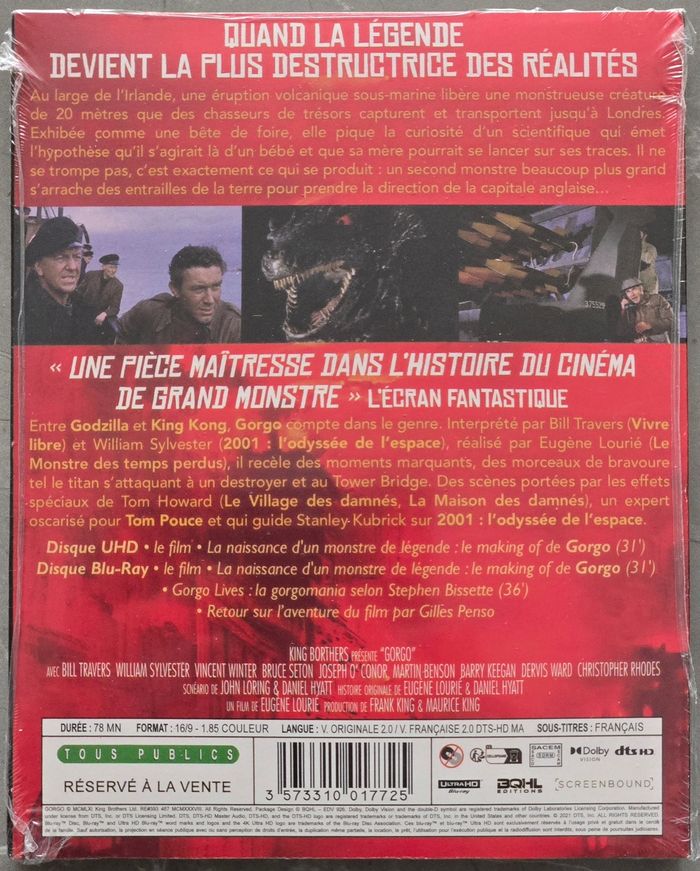 QUAND LA LÉGENDE
DEVIENT LA PLUS DESTRUCTRICE DES RÉALITÉS
Au large de l'Irlande, une éruption volcanique sous-marine libère une monstrueuse créature
de 20 mètres que des chasseurs de trésors capturent et transportent jusqu'à Londres.
Exhibée comme une bête de foire, elle pique la curiosité d'un scientifique qui émet
l'hypothèse qu'il s'agirait là d'un bébé et que sa mère pourrait se lancer sur ses traces. Il ne
se trompe pas, c'est exactement ce qui se produit : un second monstre beaucoup plus grand
s'arrache des entrailles de la terre pour prendre la direction de la capitale anglaise...
« UNE PIÈCE MAÎTRESSE DANS L'HISTOIRE DU CINÉMA
DE GRAND MONSTRE » L'ÉCRAN FANTASTIQUE
Entre Godzilla et King Kong, Gorgo compte dans le genre. Interprété par Bill Travers (Vivre
libre) et William Sylvester (2001 : l'odyssée de l'espace), réalisé par Eugène Lourié (Le
Monstre des temps perdus), il recèle des moments marquants, des morceaux de bravoure
tel le titan s'attaquant à un destroyer et au Tower Bridge. Des scènes portées par les effets
spéciaux de Tom Howard (Le Village des damnés, La Maison des damnés), un expert
oscarisé pour Tom Pouce et qui guide Stanley Kubrick sur 2001 : l'odyssée de l'espace.
Disque UHD • le film • La naissance d'un monstre de légende : le making of de Gorgo (31')
Disque Blu-Ray • le film • La naissance d'un monstre de légende : le making of de Gorgo (31')
• Gorgo Lives : la gorgomania selon Stephen Bissette (36')
• Retour sur l'aventure du film par Gilles Penso
KING BORTHERS PRÉSENTE "GORGO"
AVEC BILL TRAVERS WILLIAM SYLVESTER VINCENT WINTER BRUCE SETON JOSEPH O' CONOR, MARTIN BENSON BARRY KEEGAN DERVIS WARD CHRISTOPHER RHODES
SCNÉARIO DE JOHN LORING & DANIEL HYATT HISTOIRE ORIGINALE DE EUGÈNE LOURIÉ & DANIEL HYATT
UN FILM DE EUGÈNE LOURIÉ PRODUCTION DE FRANK KING & MAURICE KING
DURÉE : 78 MN FORMAT : 16/9 - 1.85 COULEUR LANGUE : V. ORIGINALE 2.0 / V. FRANÇAISE 2.0 DTS-HD MA SOUS-TITRES : FRANÇAIS
TOUS PUBLICS
RÉSERVÉ À LA VENTE
3 573310 017725
SACEM
SDRM
Dolby
VISION
dts HD
ULTRA HD
Blu-ray
BQHL
EDITIONS
SCREENBOUND